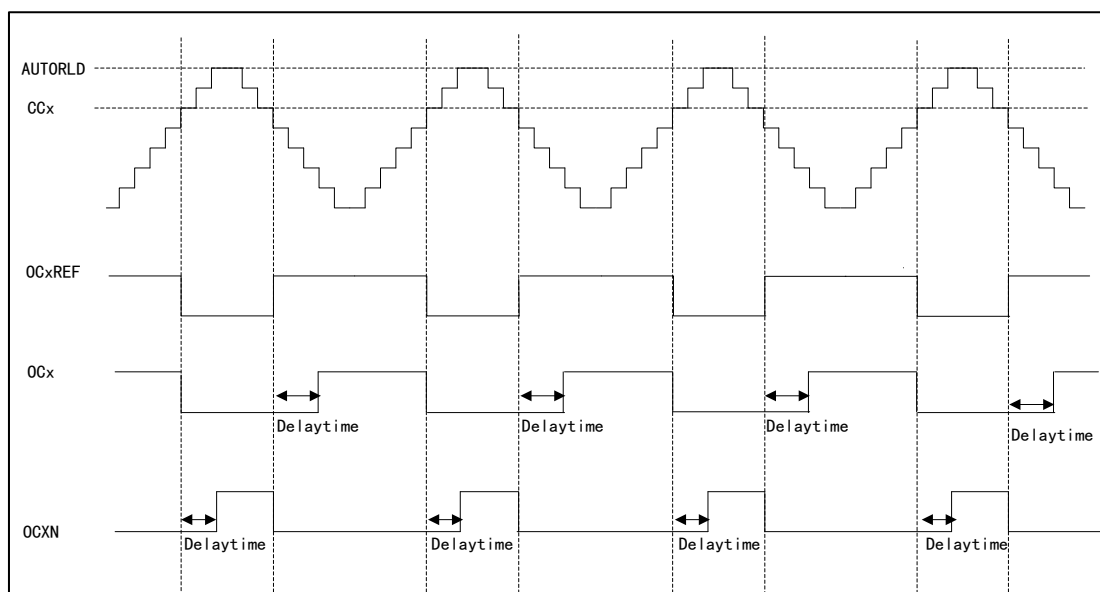 AUTORLD
CCx
OCxREF
OCx
Delaytime
Delaytime
Delaytime
Delaytime
OCXN
Delaytime
Delaytime
Delaytime
Delaytime